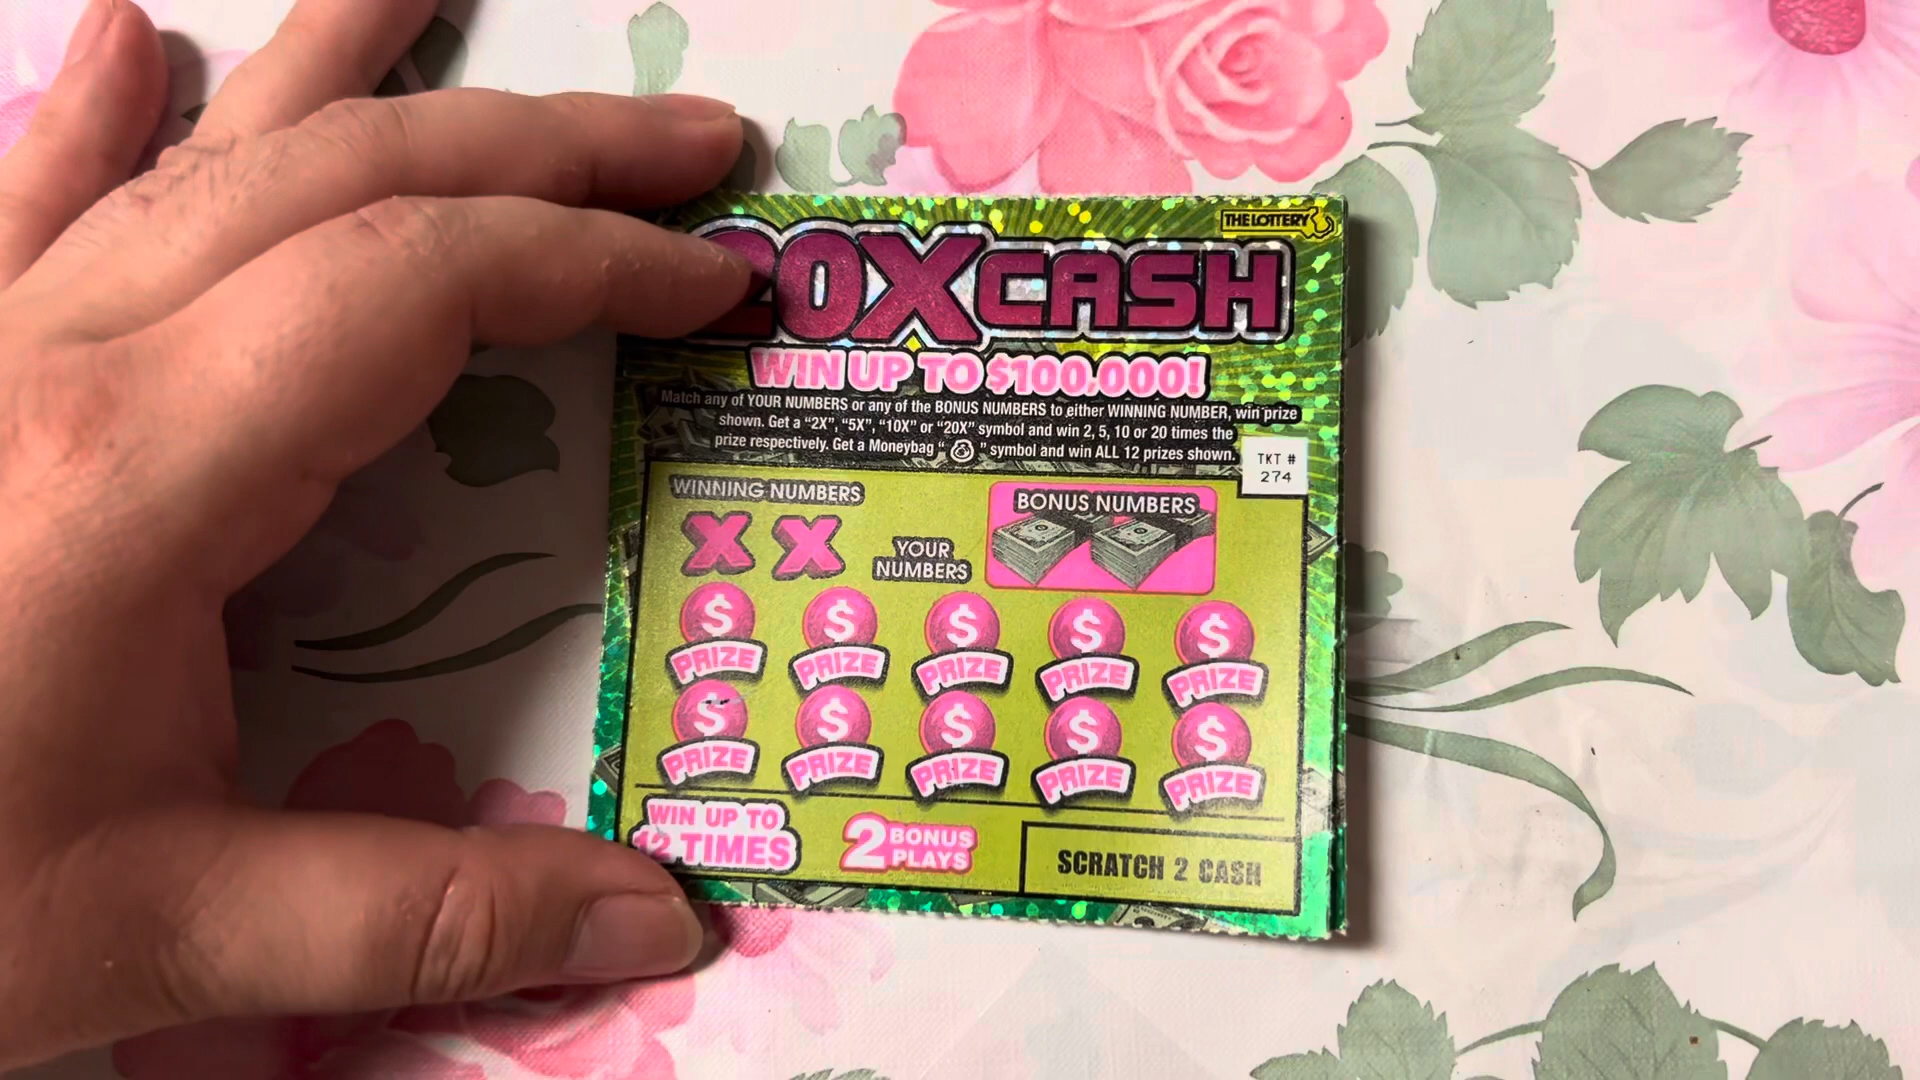 THE LOTTERY
20X CASH
WIN UP TO $100,000!
Match any of YOUR NUMBERS or any of the BONUS NUMBERS to either WINNING NUMBER, win prize
shown. Get a “2X”, “5X”, “10X” or “20X” symbol and win 2, 5, 10 or 20 times the
prize respectively. Get a Moneybag “ ” symbol and win ALL 12 prizes shown.
TKT #
274
WINNING NUMBERS
X X
YOUR
NUMBERS
BONUS NUMBERS
$ $ $ $ $
PRIZE PRIZE PRIZE PRIZE PRIZE
$ $ $ $ $
PRIZE PRIZE PRIZE PRIZE PRIZE
WIN UP TO
12 TIMES
2 BONUS
PLAYS
SCRATCH 2 CASH